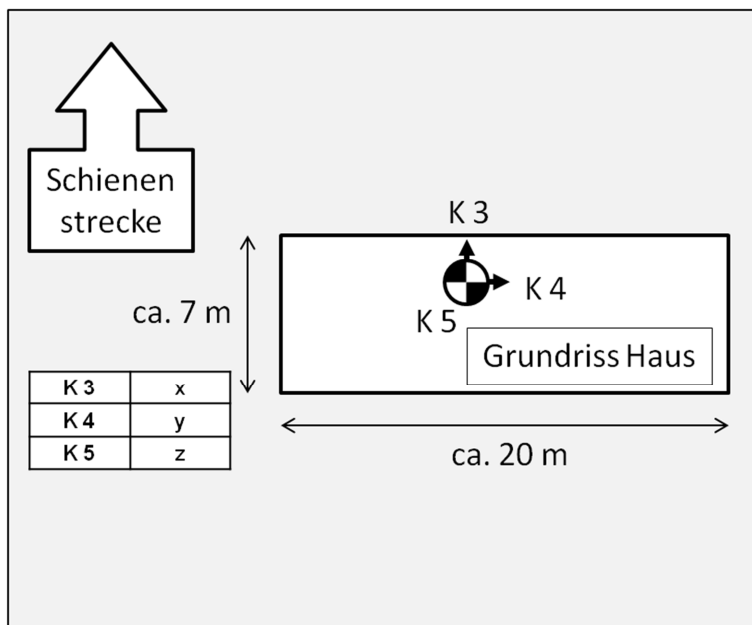 Schienen
strecke
K 3
K 4
K 5
ca. 7 m
Grundriss Haus
K 3 x
K 4 y
K 5 z
ca. 20 m